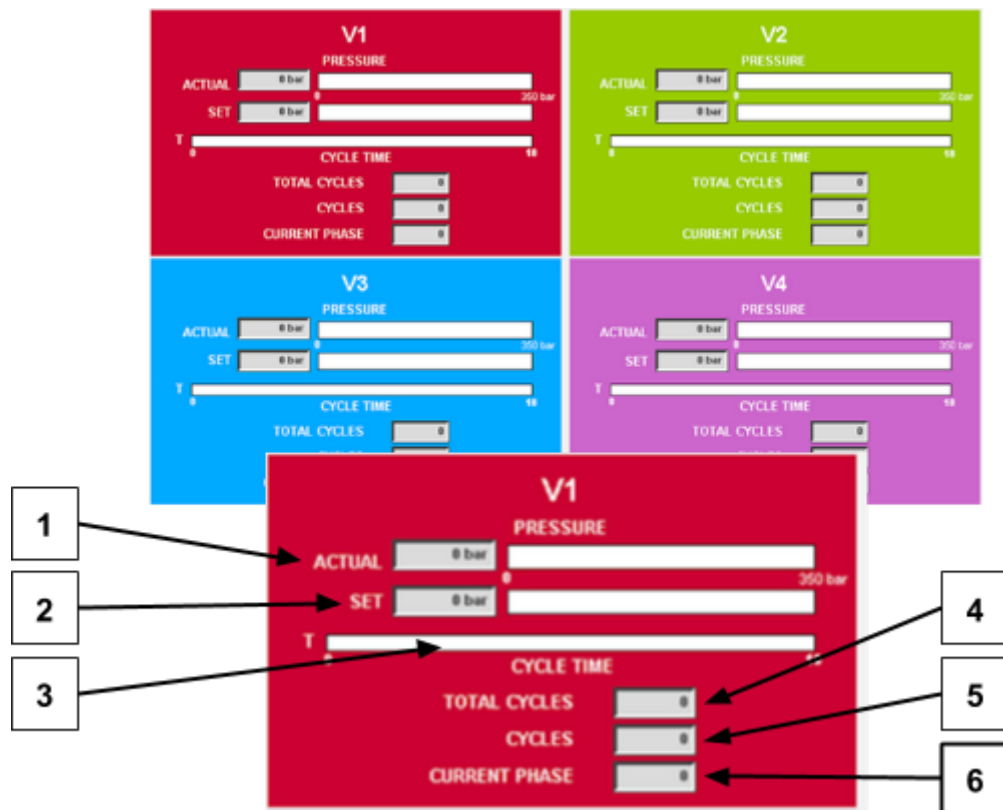 V1
PRESSURE
ACTUAL 0 bar
0 350 bar
SET 0 bar
T
0 10
CYCLE TIME
TOTAL CYCLES 0
CYCLES 0
CURRENT PHASE 0
V2
PRESSURE
ACTUAL 0 bar
0 350 bar
SET 0 bar
T
0 10
CYCLE TIME
TOTAL CYCLES 0
CYCLES 0
CURRENT PHASE 0
V3
PRESSURE
ACTUAL 0 bar
0 350 bar
SET 0 bar
T
0 10
CYCLE TIME
TOTAL CYCLES 0
V4
PRESSURE
ACTUAL 0 bar
0 350 bar
SET 0 bar
T
0 10
CYCLE TIME
TOTAL CYCLES 0
V1
PRESSURE
1
ACTUAL 0 bar
0 350 bar
2
SET 0 bar
T
3
CYCLE TIME
4
TOTAL CYCLES 0
5
CYCLES 0
6
CURRENT PHASE 0